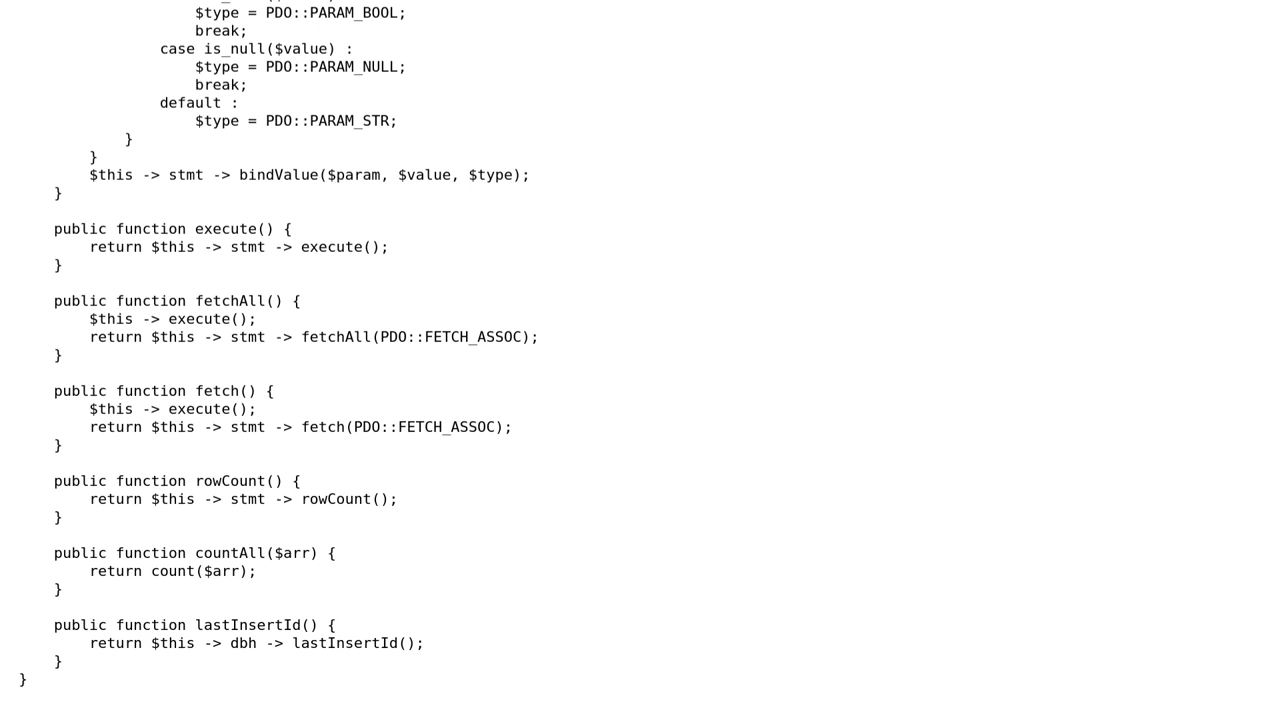 $type = PDO::PARAM_BOOL;
break;
case is_null($value) :
$type = PDO::PARAM_NULL;
break;
default :
$type = PDO::PARAM_STR;
}
}
$this -> stmt -> bindValue($param, $value, $type);
}
public function execute() {
return $this -> stmt -> execute();
}
public function fetchAll() {
$this -> execute();
return $this -> stmt -> fetchAll(PDO::FETCH_ASSOC);
}
public function fetch() {
$this -> execute();
return $this -> stmt -> fetch(PDO::FETCH_ASSOC);
}
public function rowCount() {
return $this -> stmt -> rowCount();
}
public function countAll($arr) {
return count($arr);
}
public function lastInsertId() {
return $this -> dbh -> lastInsertId();
}
}